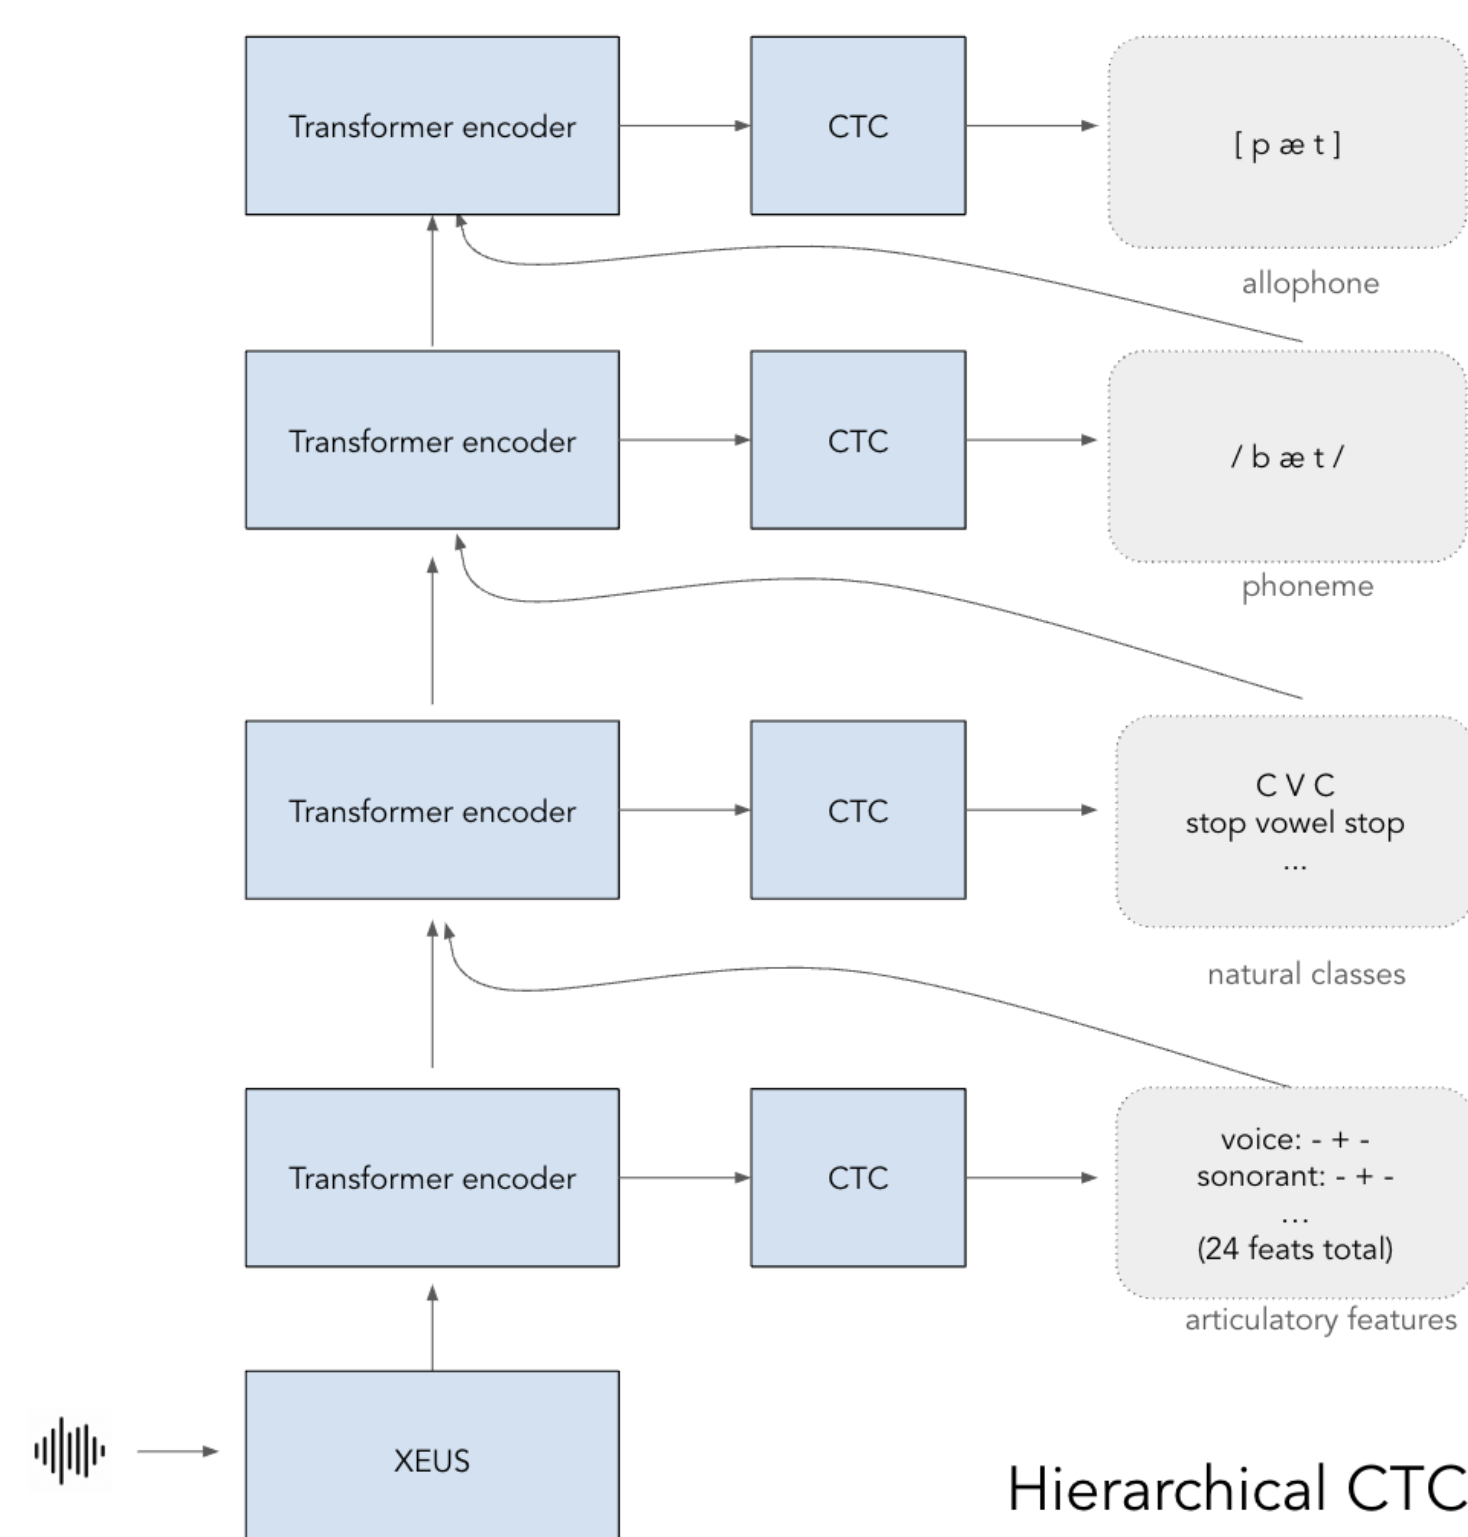 Transformer encoder
CTC
[ p æ t ]
allophone
Transformer encoder
CTC
/ b æ t /
phoneme
Transformer encoder
CTC
C V C
stop vowel stop
...
natural classes
Transformer encoder
CTC
voice: - + -
sonorant: - + -
...
(24 feats total)
articulatory features
XEUS
Hierarchical CTC